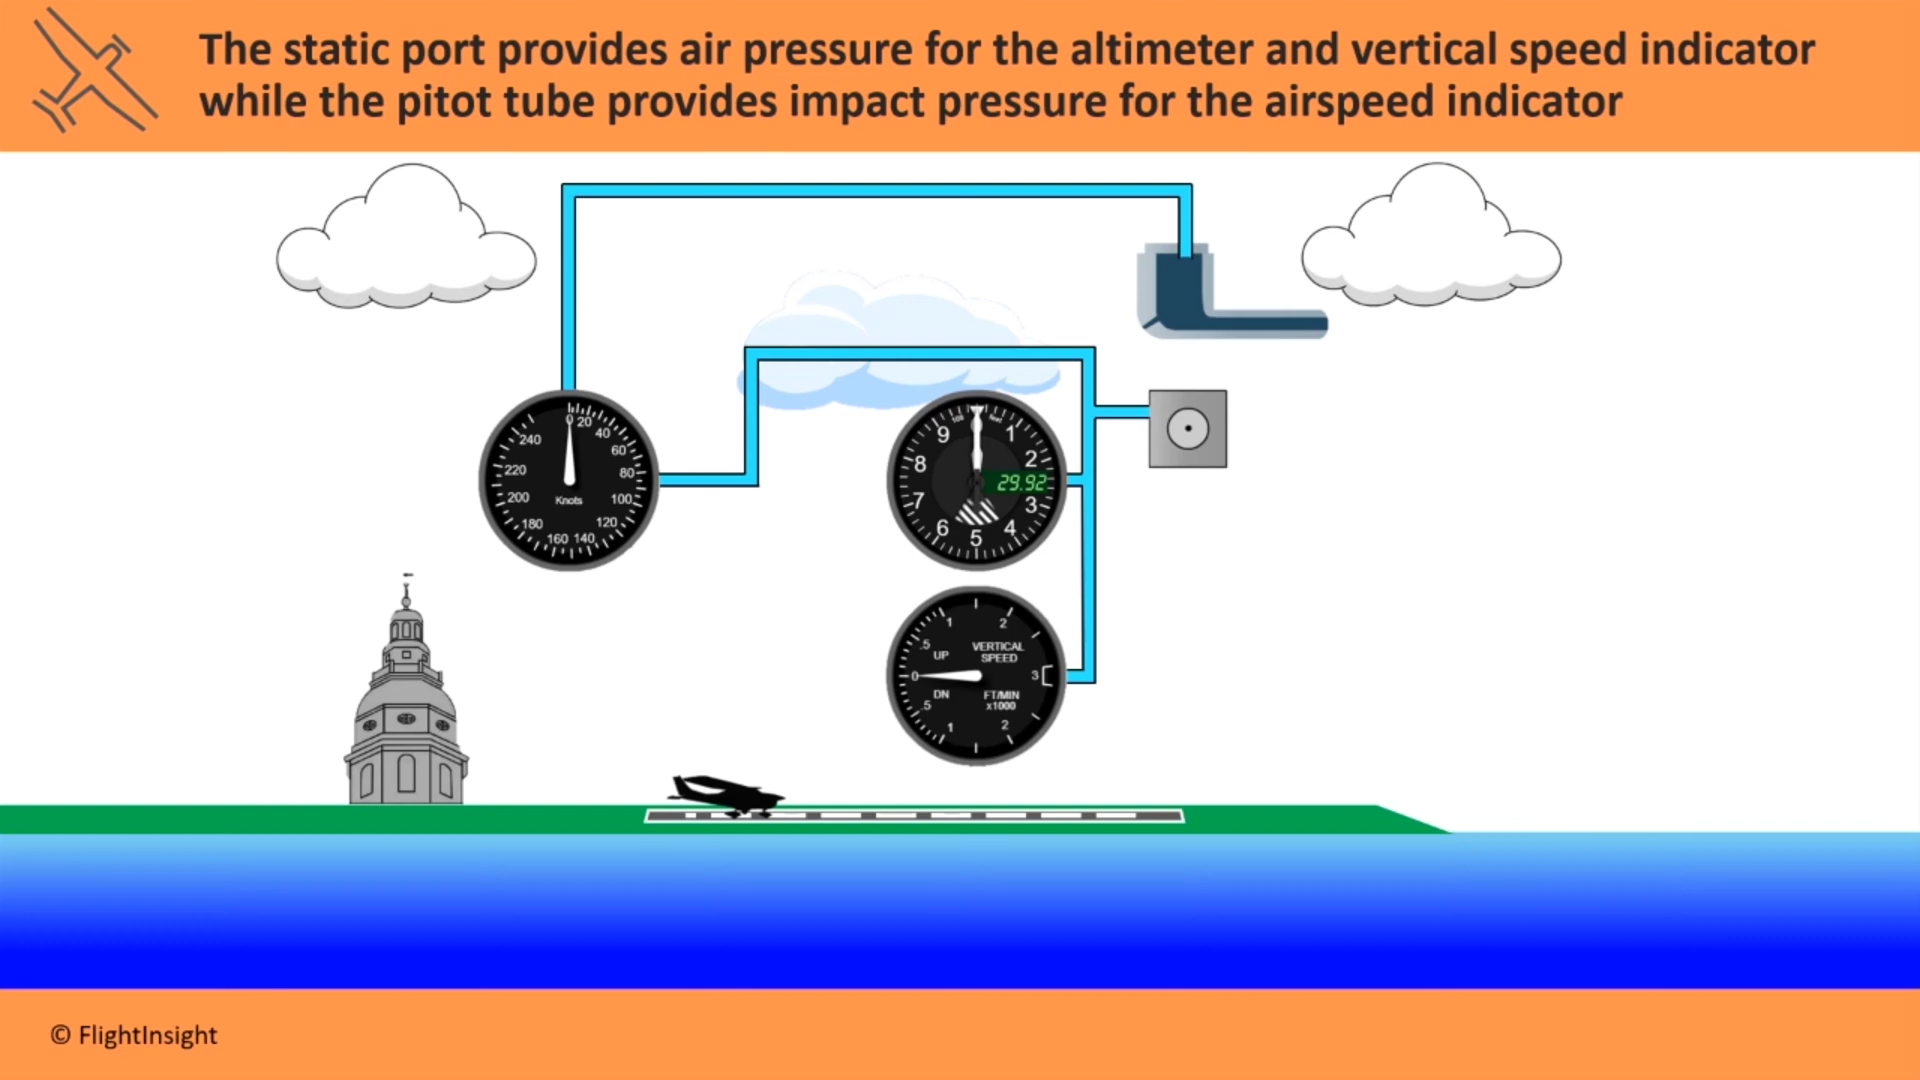 The static port provides air pressure for the altimeter and vertical speed indicator
while the pitot tube provides impact pressure for the airspeed indicator
0 20
40
60
80
100
120
140
160
180
200
220
240
Knots
100 feet
9 1
8 2
29.92
7 3
6 4
5
1 2
.5 UP VERTICAL
SPEED
0 3
DN FT/MIN
.5 x1000
1 2
© FlightInsight